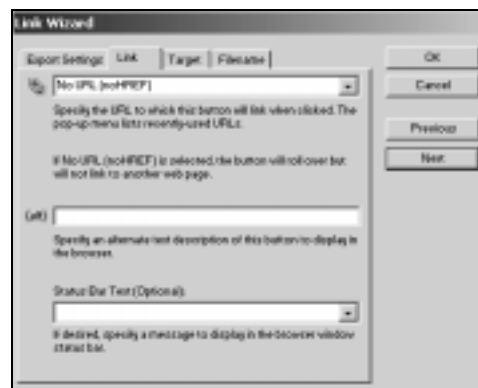 Link Wizard
Export Settings Link Target Filename
OK
No URL (noHREF)
Cancel
Specify the URL to which this button will link when clicked. The
pop-up menu lists recently-used URLs.
Previous
If No URL (noHREF) is selected, the button will roll over but
will not link to another web page.
Next
(alt)
Specify an alternate text description of this button to display in
the browser.
Status Bar Text (Optional):
If desired, specify a message to display in the browser window
status bar.